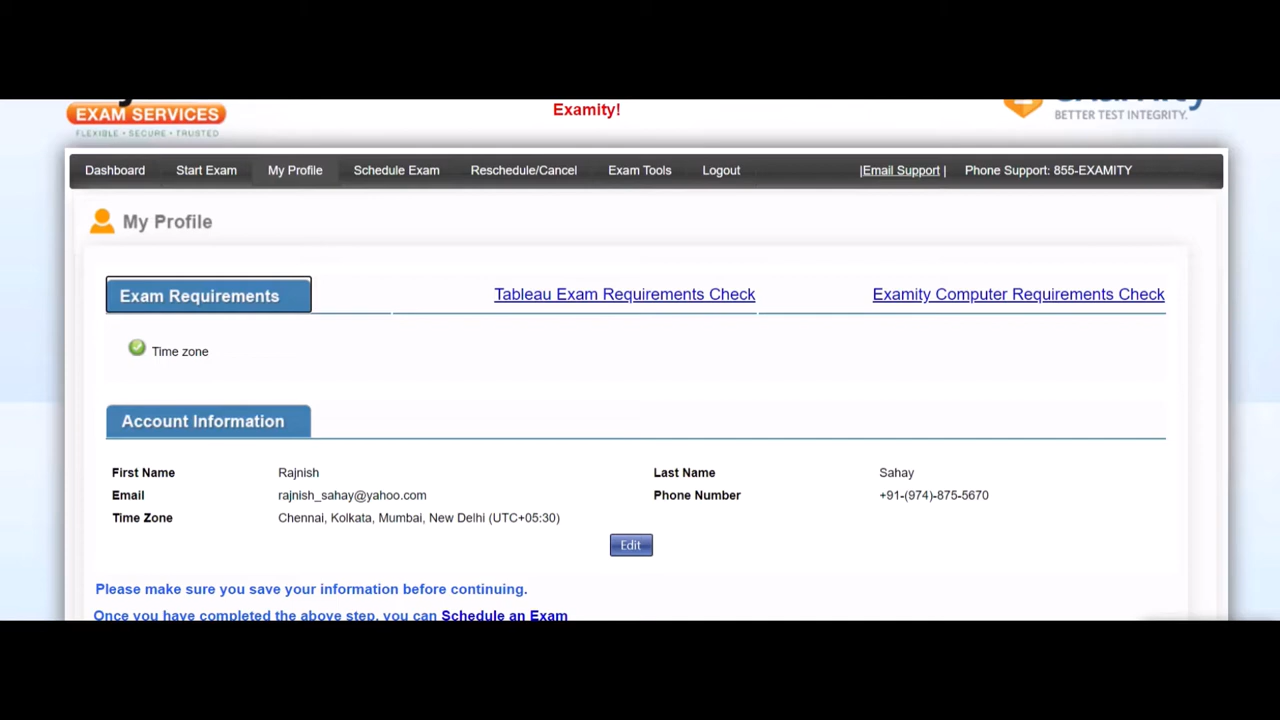 Examity!
EXAM SERVICES
FLEXIBLE • SECURE • TRUSTED
BETTER TEST INTEGRITY.
Dashboard Start Exam My Profile Schedule Exam Reschedule/Cancel Exam Tools Logout |Email Support | Phone Support: 855-EXAMITY
My Profile
Exam Requirements Tableau Exam Requirements Check Examity Computer Requirements Check
Time zone
Account Information
First Name Rajnish Last Name Sahay
Email rajnish_sahay@yahoo.com Phone Number +91-(974)-875-5670
Time Zone Chennai, Kolkata, Mumbai, New Delhi (UTC+05:30)
Edit
Please make sure you save your information before continuing.
Once you have completed the above step, you can Schedule an Exam